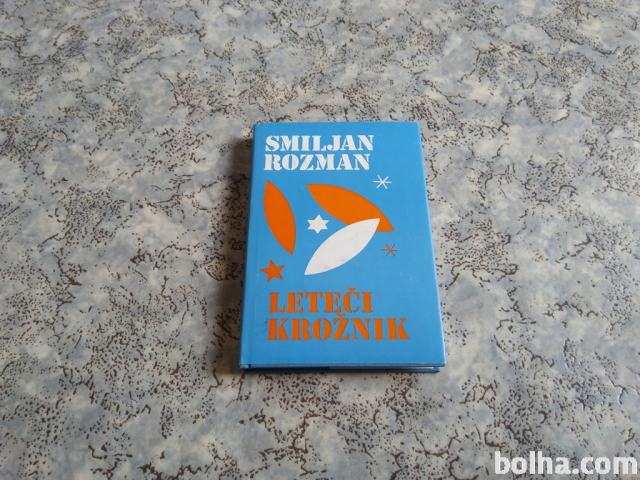 SMILJAN
ROZMAN
LETEČI
KROŽNIK
bolha.com